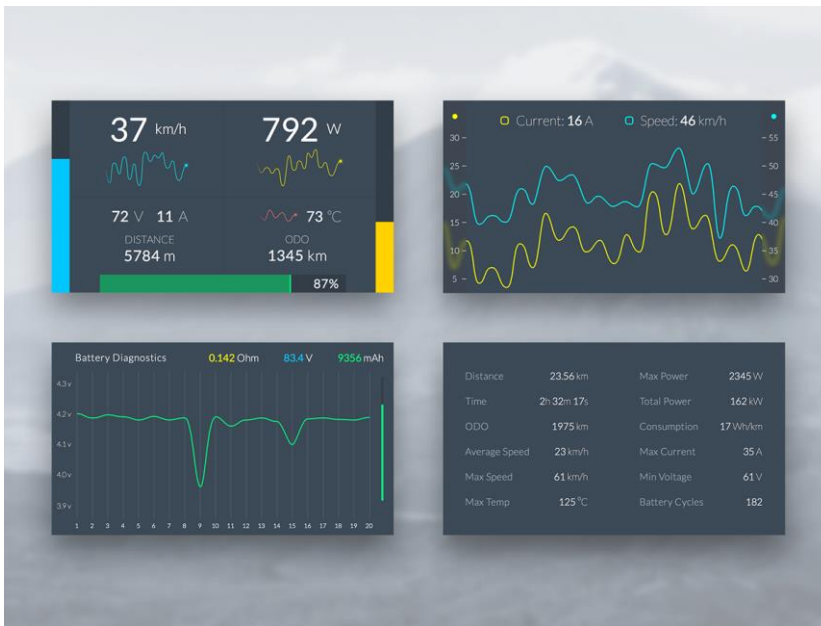 37 km/h 792 W
72 V 11 A 73 °C
DISTANCE ODO
5784 m 1345 km
87%
Current: 16 A Speed: 46 km/h
30 55
25 50
20 45
15 40
10 35
5 30
Battery Diagnostics 0.142 Ohm 83.4 V 9356 mAh
4.3v
4.2v
4.1v
4.0v
3.9v
1 2 3 4 5 6 7 8 9 10 11 12 13 14 15 16 17 18 19 20
Distance 23.56 km Max Power 2345 W
Time 2h 32m 17s Total Power 162 kW
ODO 1975 km Consumption 17 Wh/km
Average Speed 23 km/h Max Current 35 A
Max Speed 61 km/h Min Voltage 61 V
Max Temp 125 °C Battery Cycles 182